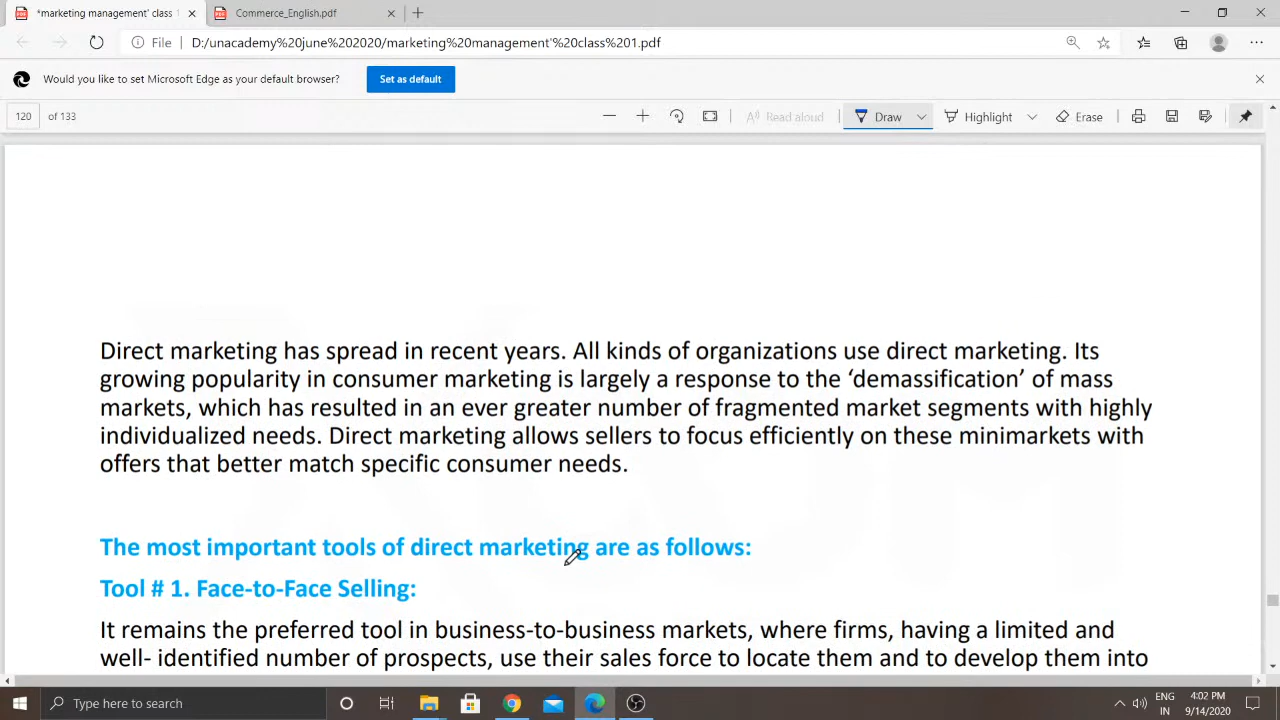 *marketing management' class 1
Commerce_English.pdf
File
D:/unacademy%20june%202020/marketing%20management'%20class%201.pdf
Would you like to set Microsoft Edge as your default browser?
Set as default
120 of 133
Read aloud
Draw
Highlight
Erase
Direct marketing has spread in recent years. All kinds of organizations use direct marketing. Its
growing popularity in consumer marketing is largely a response to the ‘demassification’ of mass
markets, which has resulted in an ever greater number of fragmented market segments with highly
individualized needs. Direct marketing allows sellers to focus efficiently on these minimarkets with
offers that better match specific consumer needs.
The most important tools of direct marketing are as follows:
Tool # 1. Face-to-Face Selling:
It remains the preferred tool in business-to-business markets, where firms, having a limited and
well- identified number of prospects, use their sales force to locate them and to develop them into
Type here to search
ENG
IN
4:02 PM
9/14/2020